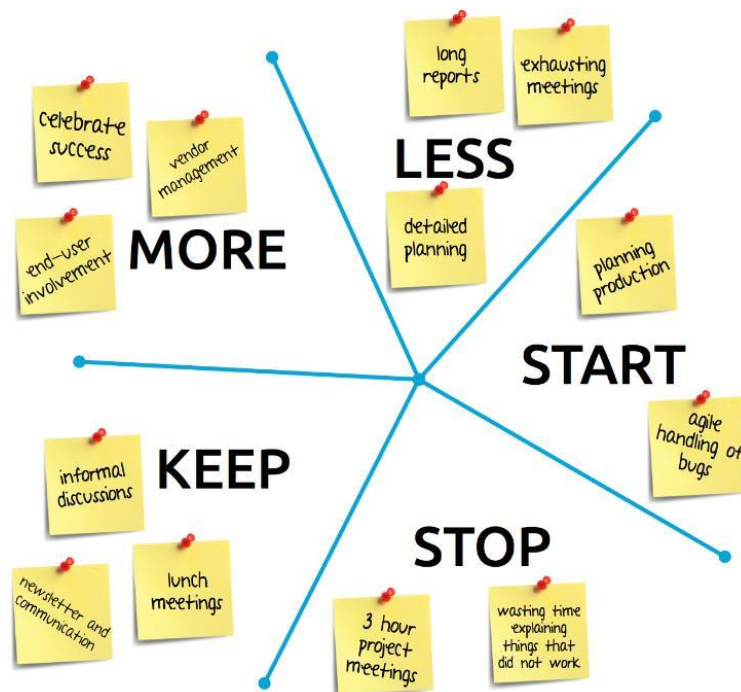 long
reports
exhausting
meetings
LESS
detailed
planning
celebrate
success
vendor
management
end-user
involvement
MORE
planning
production
START
agile
handling of
bugs
KEEP
informal
discussions
newsletter and
communication
lunch
meetings
STOP
3 hour
project
meetings
wasting time
explaining
things that
did not work